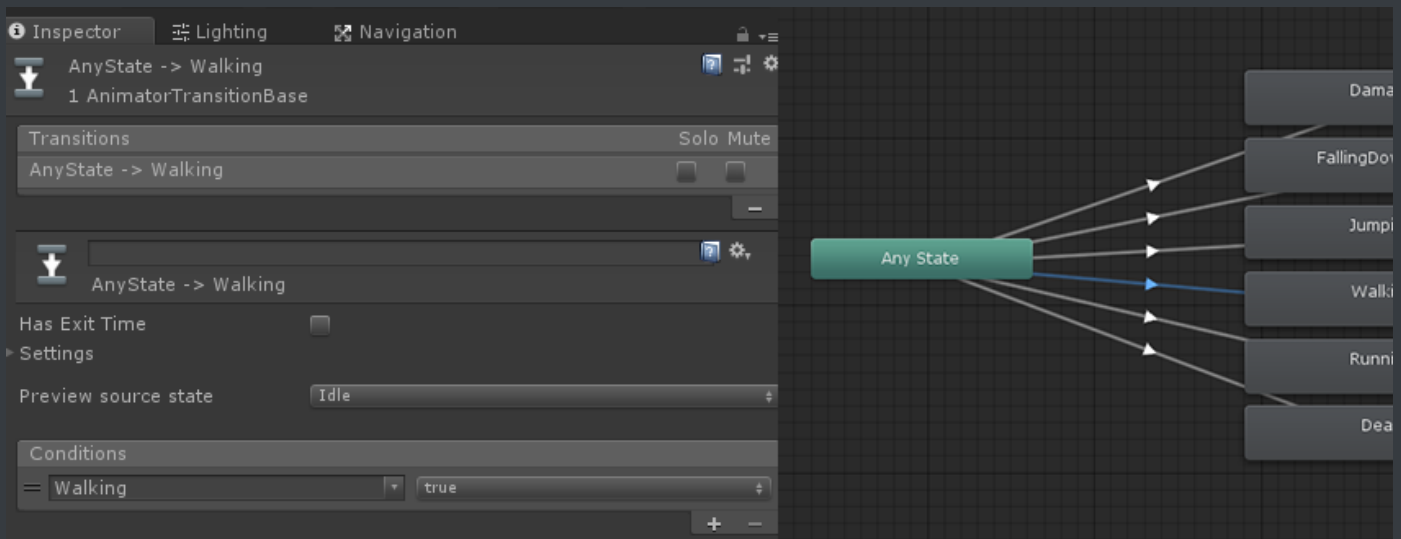 Inspector Lighting Navigation
AnyState -> Walking
1 AnimatorTransitionBase
Transitions Solo Mute
AnyState -> Walking
AnyState -> Walking
Has Exit Time
Settings
Preview source state Idle
Conditions
Walking true
Any State
Dama
FallingDo
Jumpi
Walki
Runni
Dea